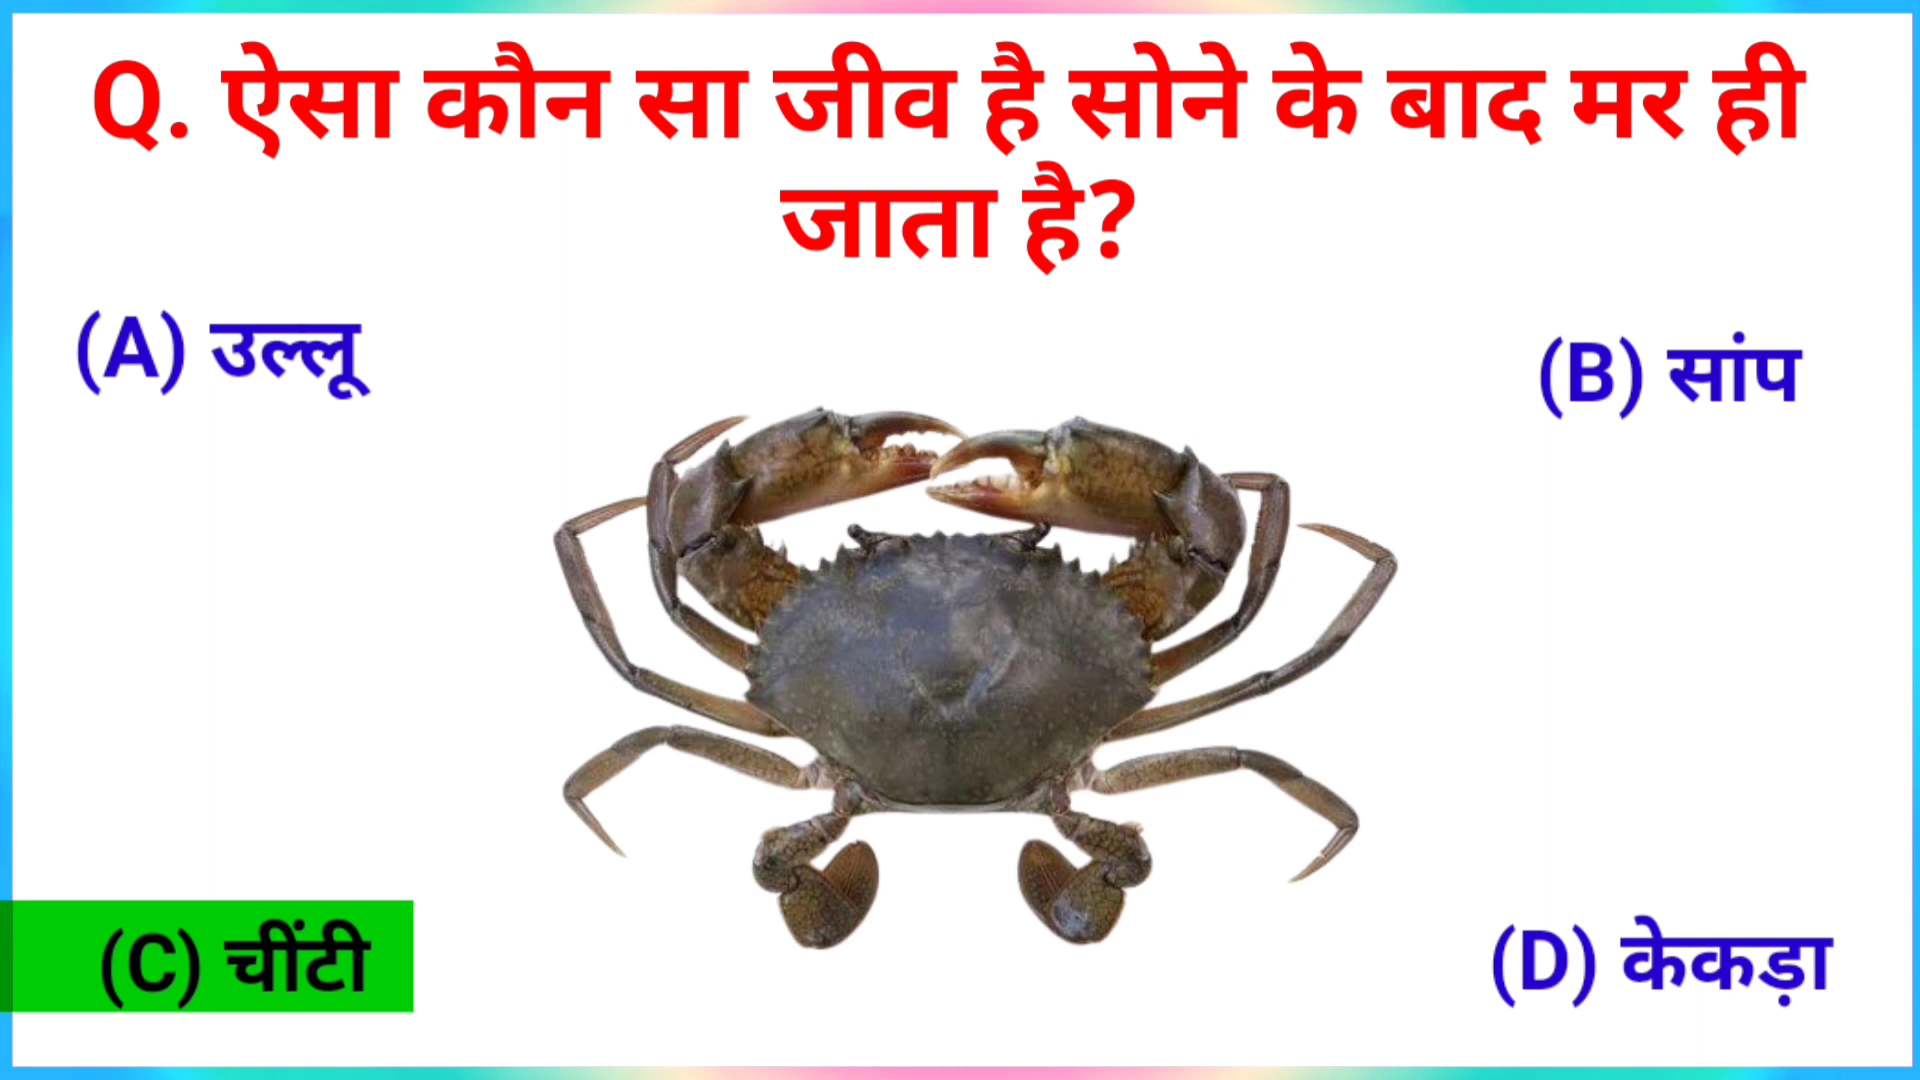 Q. ऐसा कौन सा जीव है सोने के बाद मर ही
जाता है?
(A) उल्लू
(B) सांप
(C) चींटी
(D) केकड़ा